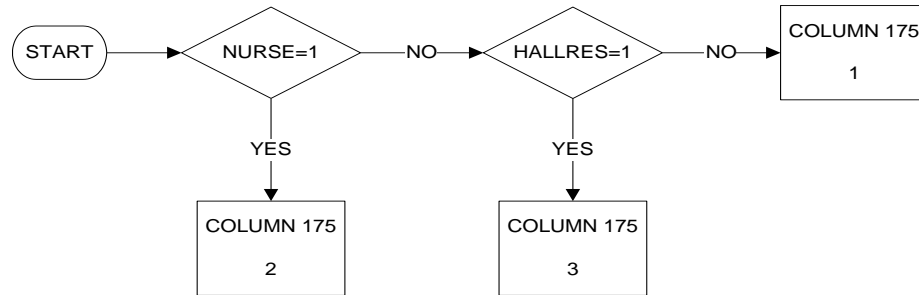 START
NURSE=1
NO
HALLRES=1
NO
COLUMN 175
1
YES
YES
COLUMN 175
2
COLUMN 175
3